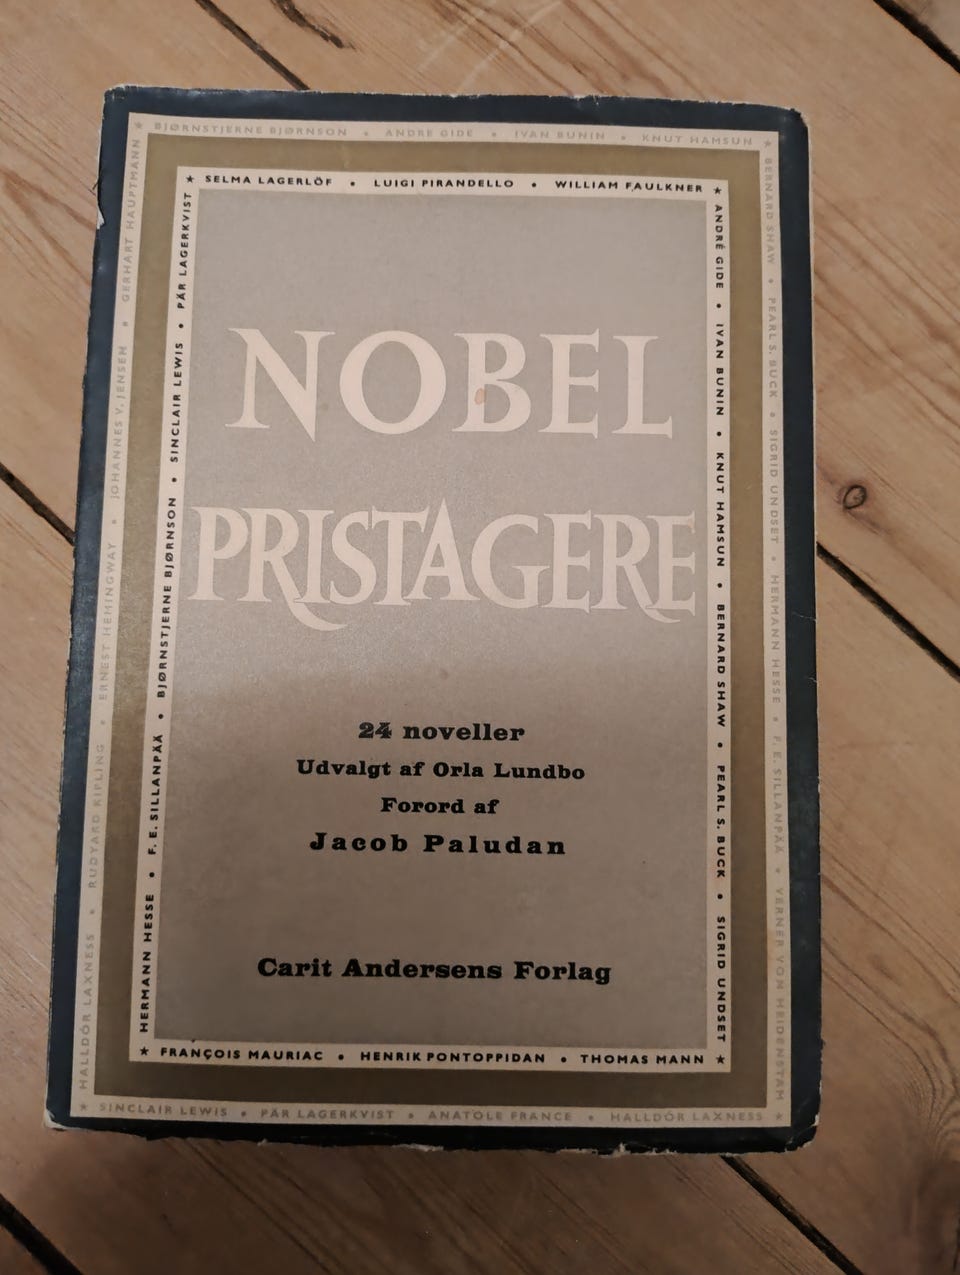 BJØRNSTJERNE BJØRNSON • ANDRE GIDE • IVAN BUNIN • KNUT HAMSUN
BERNARD SHAW • PEARL S. BUCK • SIGRID UNDSET • HERMANN HESSE • F. E. SILLANPÄÄ • VERNER VON HEIDENSTAM
SINCLAIR LEWIS • PÄR LAGERKVIST • ANATOLE FRANCE • HALLDÓR LAXNESS
HALLDÓR LAXNESS • RUDYARD KIPLING • ERNEST HEMINGWAY • JOHANNES V. JENSEN • GERHART HAUPTMANN
SELMA LAGERLÖF • LUIGI PIRANDELLO • WILLIAM FAULKNER
ANDRÉ GIDE • IVAN BUNIN • KNUT HAMSUN • BERNARD SHAW • PEARL S. BUCK • SIGRID UNDSET
FRANÇOIS MAURIAC • HENRIK PONTOPPIDAN • THOMAS MANN
HERMANN HESSE • F. E. SILLANPÄÄ • BJØRNSTJERNE BJØRNSON • SINCLAIR LEWIS • PÄR LAGERKVIST
NOBEL
PRISTAGERE
24 noveller
Udvalgt af Orla Lundbo
Forord af
Jacob Paludan
Carit Andersens Forlag